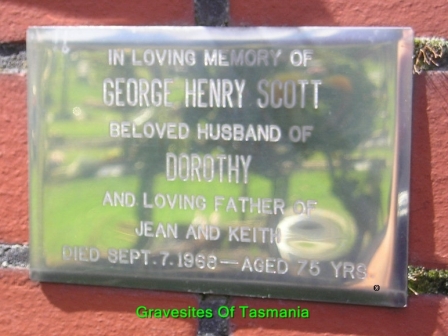 IN LOVING MEMORY OF
GEORGE HENRY SCOTT
BELOVED HUSBAND OF
DOROTHY
AND LOVING FATHER OF
JEAN AND KEITH
DIED SEPT. 7. 1968 — AGED 75 YRS
Gravesites Of Tasmania